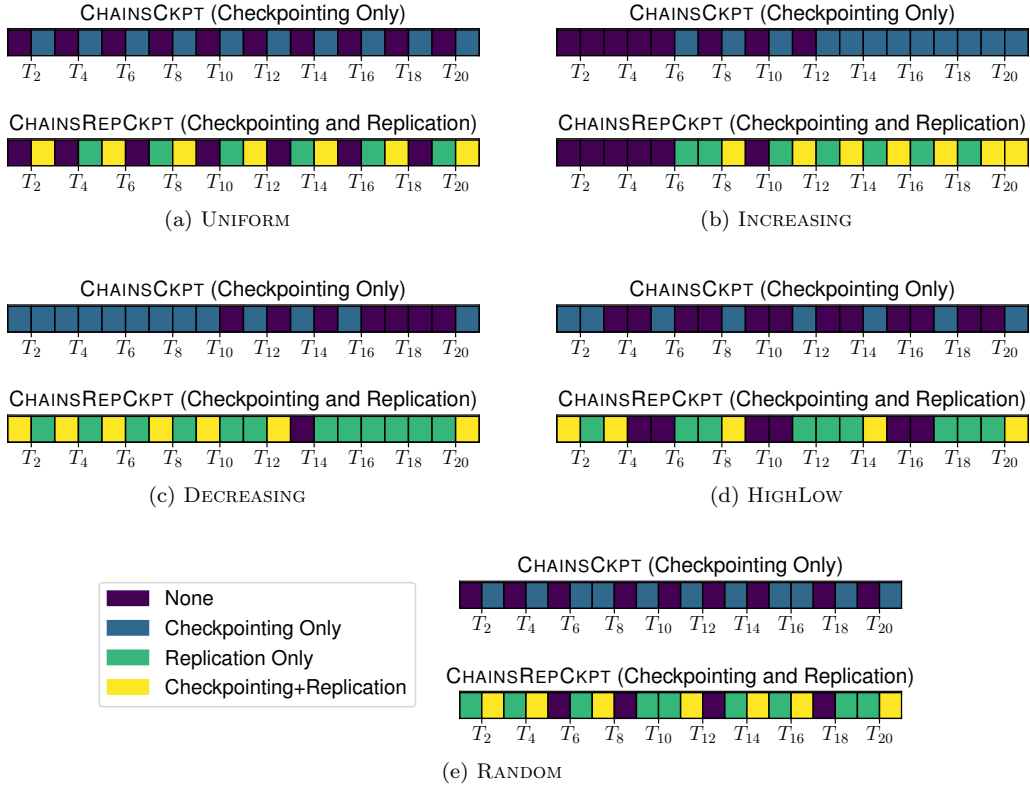 CHAINSCKPT (Checkpointing Only)
T2 T4 T6 T8 T10 T12 T14 T16 T18 T20
CHAINSREPCKPT (Checkpointing and Replication)
T2 T4 T6 T8 T10 T12 T14 T16 T18 T20
(a) UNIFORM
CHAINSCKPT (Checkpointing Only)
T2 T4 T6 T8 T10 T12 T14 T16 T18 T20
CHAINSREPCKPT (Checkpointing and Replication)
T2 T4 T6 T8 T10 T12 T14 T16 T18 T20
(b) INCREASING
CHAINSCKPT (Checkpointing Only)
T2 T4 T6 T8 T10 T12 T14 T16 T18 T20
CHAINSREPCKPT (Checkpointing and Replication)
T2 T4 T6 T8 T10 T12 T14 T16 T18 T20
(c) DECREASING
CHAINSCKPT (Checkpointing Only)
T2 T4 T6 T8 T10 T12 T14 T16 T18 T20
CHAINSREPCKPT (Checkpointing and Replication)
T2 T4 T6 T8 T10 T12 T14 T16 T18 T20
(d) HIGHLOW
None
Checkpointing Only
Replication Only
Checkpointing+Replication
CHAINSCKPT (Checkpointing Only)
T2 T4 T6 T8 T10 T12 T14 T16 T18 T20
CHAINSREPCKPT (Checkpointing and Replication)
T2 T4 T6 T8 T10 T12 T14 T16 T18 T20
(e) RANDOM